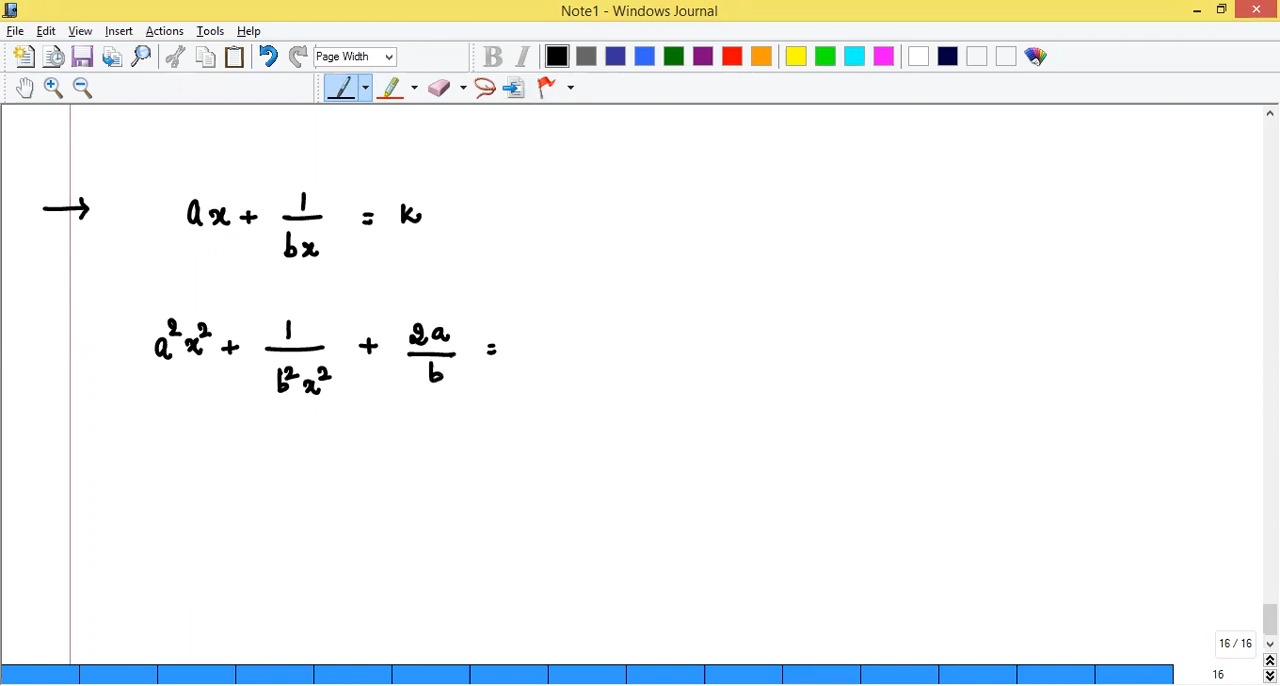 Note1 - Windows Journal
File Edit View Insert Actions Tools Help
Page Width B I
→ ax + 1/bx = k
a²x² + 1/b²x² + 2a/b =
16 / 16
16